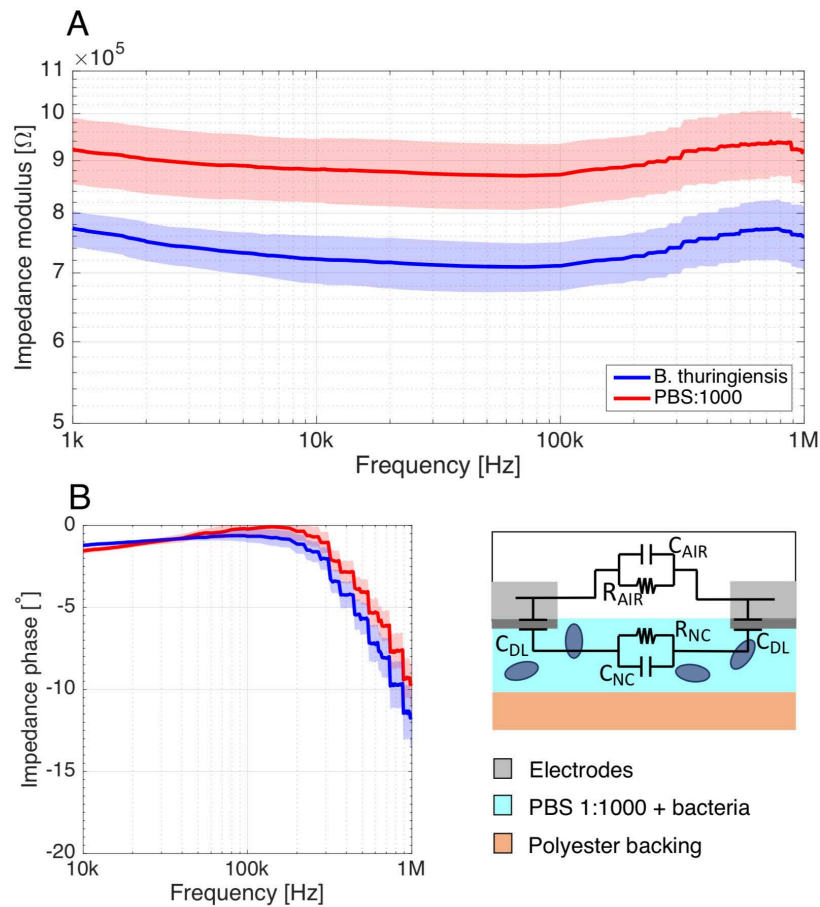 A
×10⁵
11
10
9
8
7
6
5
Impedance modulus [Ω]
B. thuringiensis
PBS:1000
1k
10k
100k
1M
Frequency [Hz]
B
0
-5
-10
-15
-20
Impedance phase [°]
10k
100k
1M
Frequency [Hz]
C_AIR
R_AIR
C_DL
R_NC
C_NC
C_DL
Electrodes
PBS 1:1000 + bacteria
Polyester backing